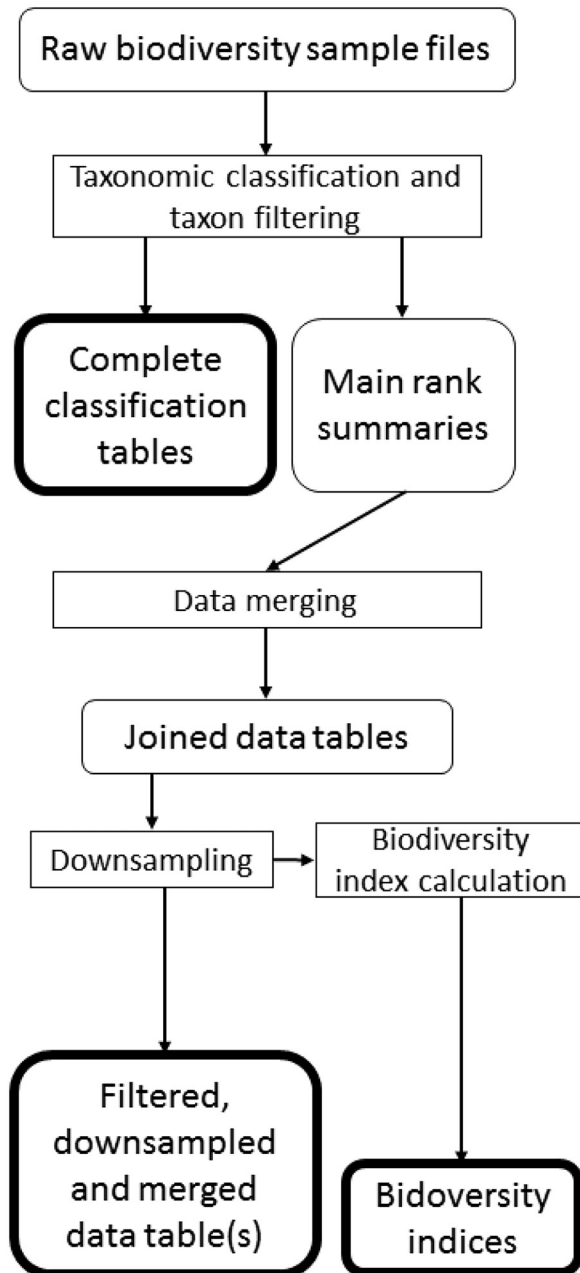 Raw biodiversity sample files
Taxonomic classification and
taxon filtering
Complete
classification
tables
Main rank
summaries
Data merging
Joined data tables
Downsampling
Biodiversity
index calculation
Filtered,
downsampled
and merged
data table(s)
Bidoversity
indices